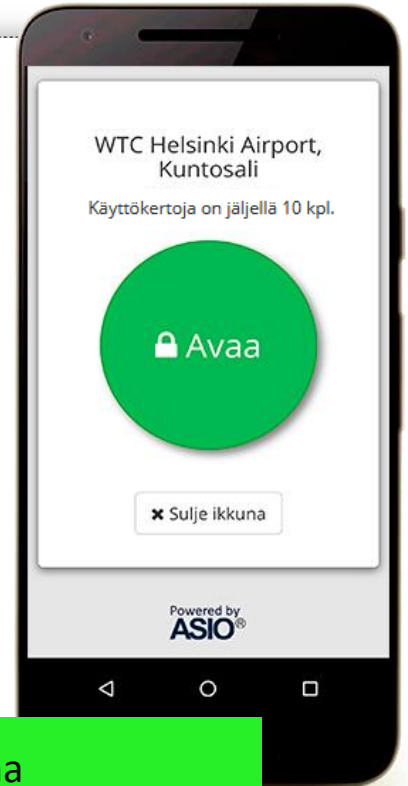 WTC Helsinki Airport,
Kuntosali
Käyttökertoja on jäljellä 10 kpl.
Avaa
Sulje ikkuna
Powered by
ASIO®